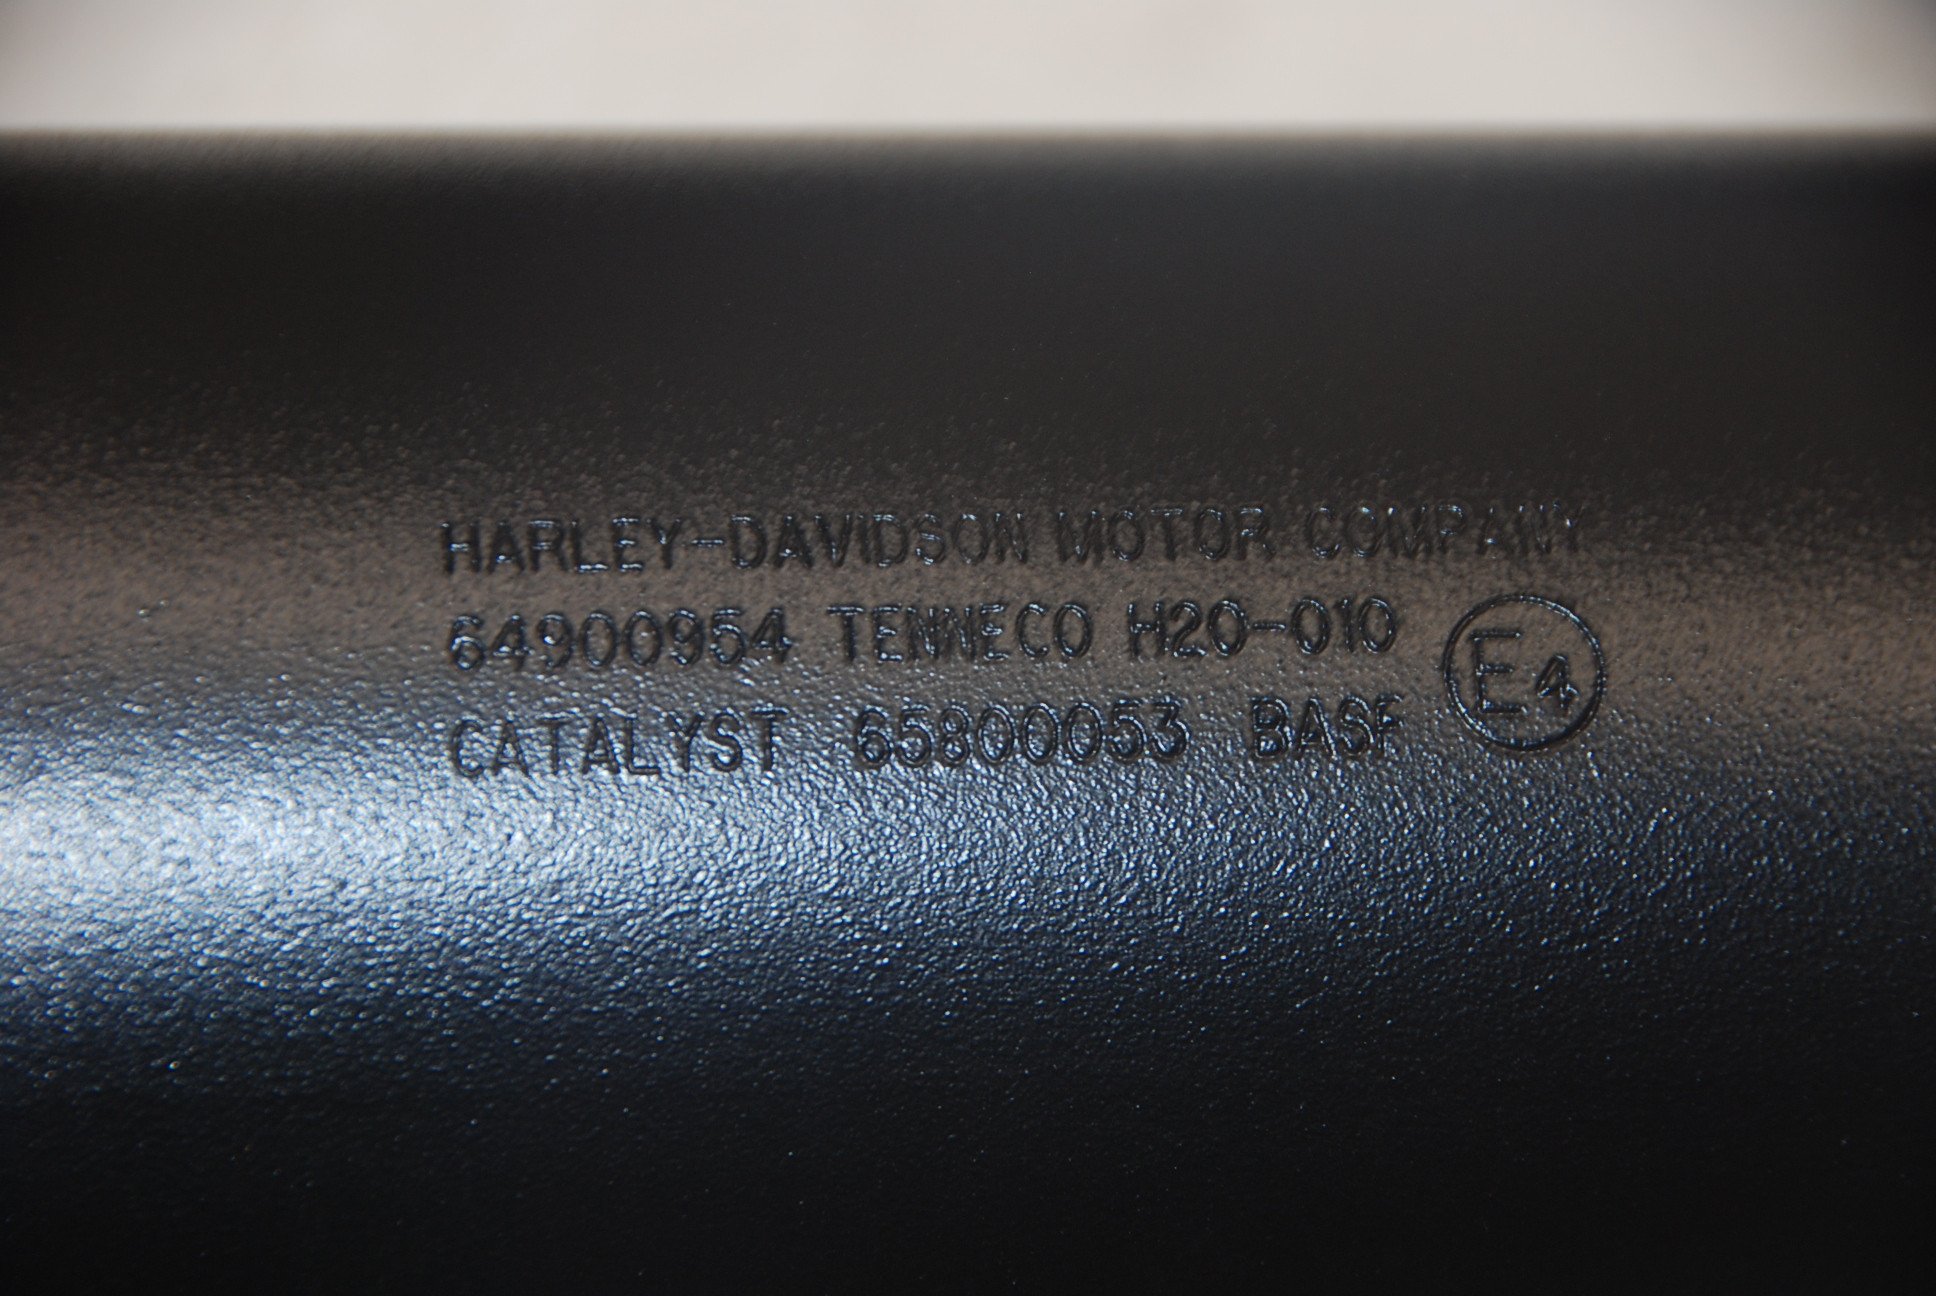 HARLEY-DAVIDSON MOTOR COMPANY
64900954 TENNECO H20-010
CATALYST 65800053 BASF
E4